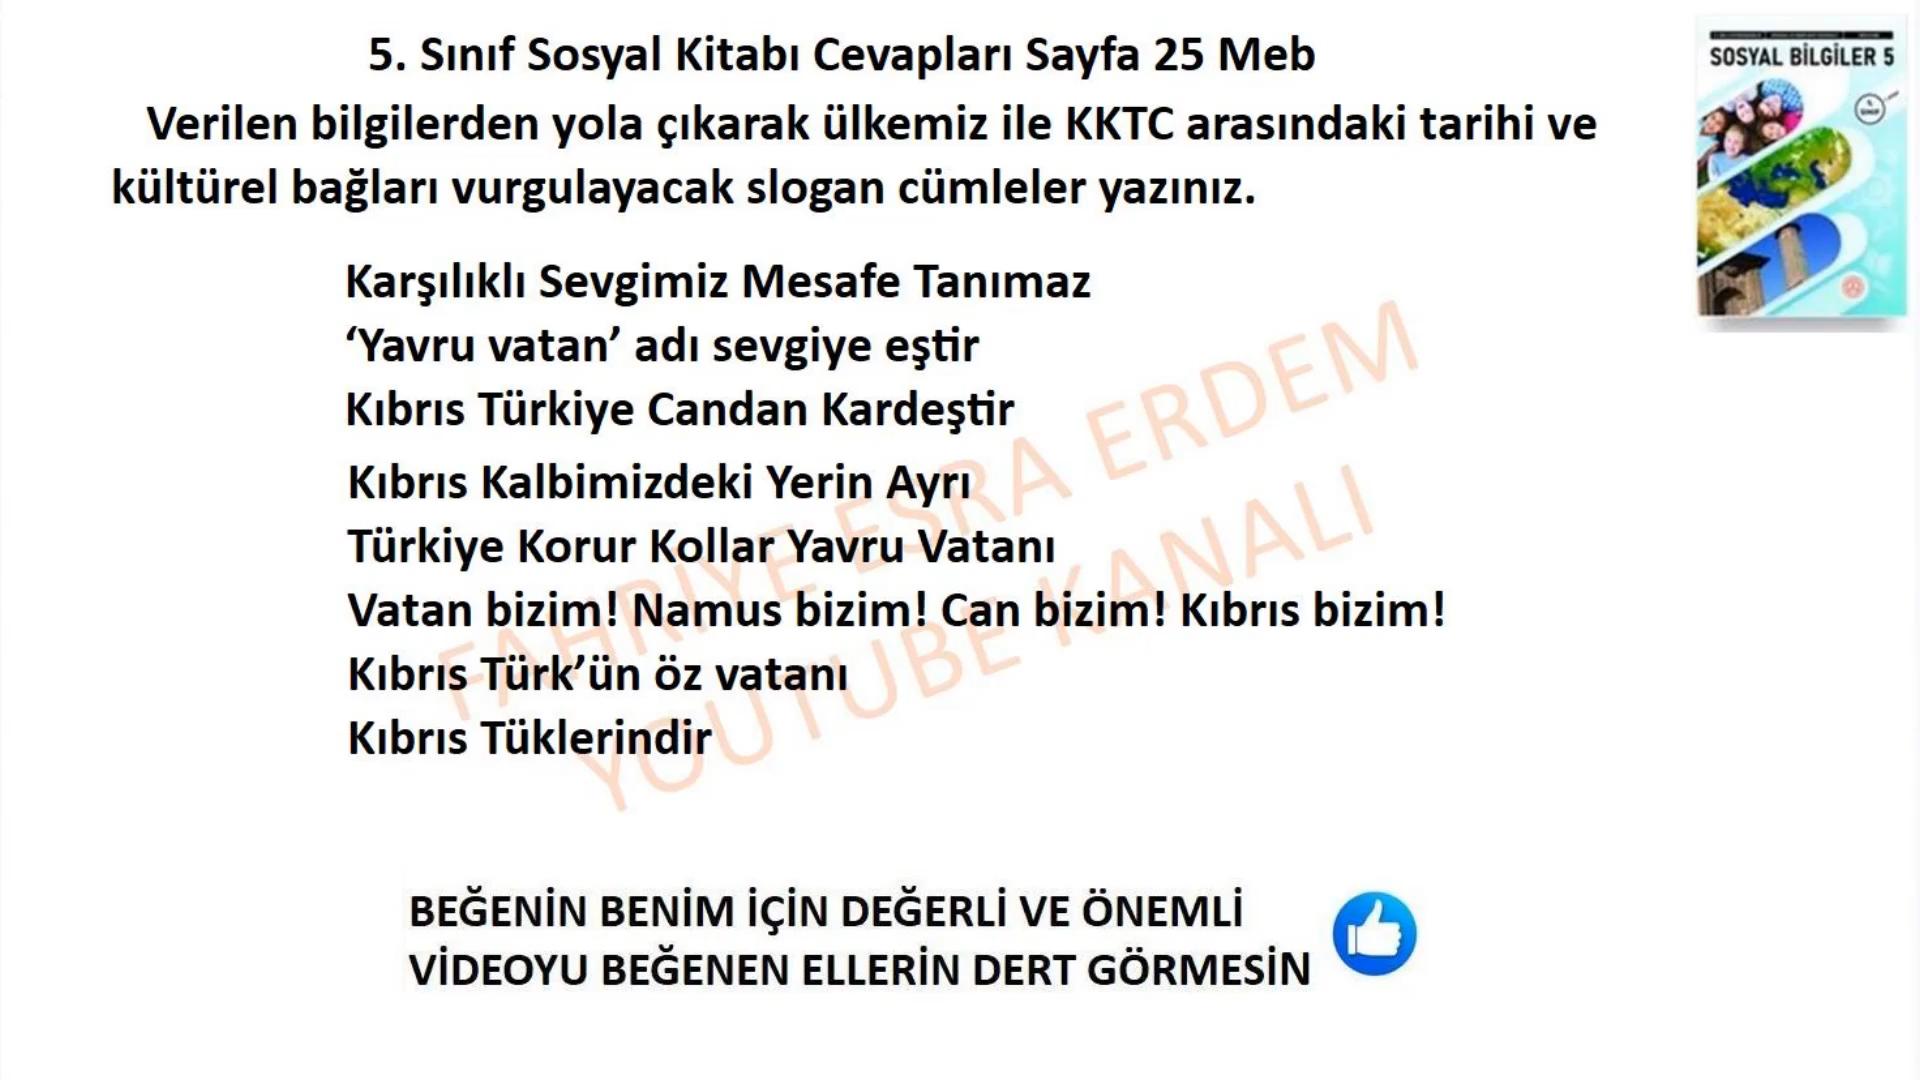 5. Sınıf Sosyal Kitabı Cevapları Sayfa 25 Meb
SOSYAL BİLGİLER 5
Verilen bilgilerden yola çıkarak ülkemiz ile KKTC arasındaki tarihi ve
kültürel bağları vurgulayacak slogan cümleler yazınız.
Karşılıklı Sevgimiz Mesafe Tanımaz
‘Yavru vatan’ adı sevgiye eştir
Kıbrıs Türkiye Candan Kardeştir
Kıbrıs Kalbimizdeki Yerin Ayrı
Türkiye Korur Kollar Yavru Vatanı
Vatan bizim! Namus bizim! Can bizim! Kıbrıs bizim!
Kıbrıs Türk’ün öz vatanı
Kıbrıs Tüklerindir
FAHRIYE ESRA ERDEM
YOUTUBE KANALI
BEĞENİN BENİM İÇİN DEĞERLİ VE ÖNEMLİ
VİDEOYU BEĞENEN ELLERİN DERT GÖRMESİN